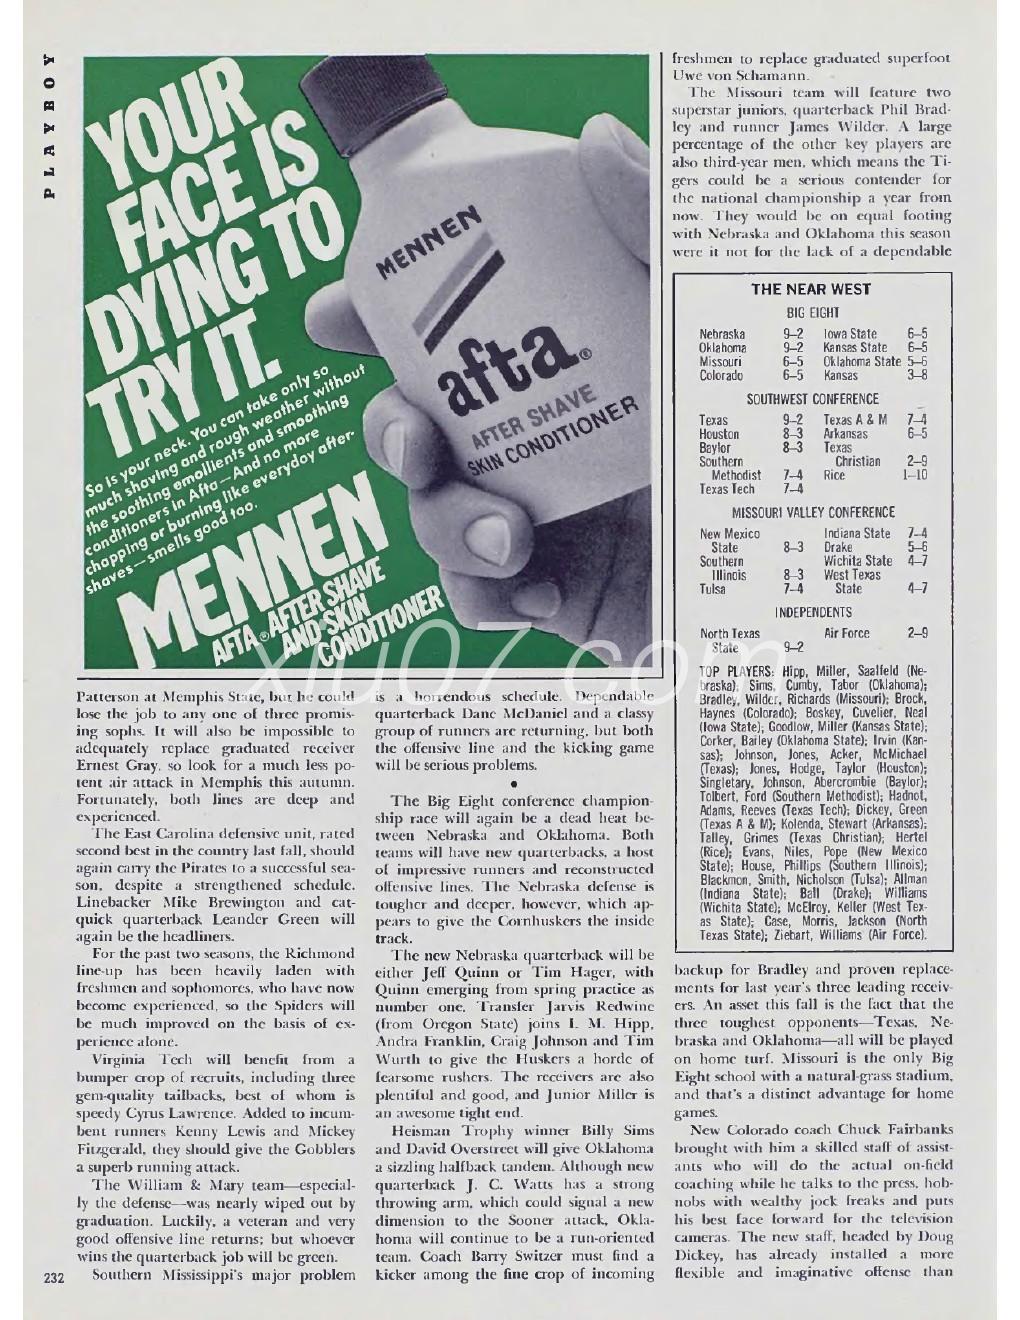 PLAYBOY
YOUR
FACE IS
DYING TO
TRY IT.
So is your neck. You can take only so
much shaving and rough weather without
the soothing emollients and smoothing
conditioners in Afta—And no more
chopping or burning like everyday after-
shaves—smells good too.
MENNEN
AFTA® AFTER SHAVE
AND SKIN
CONDITIONER
MENNEN
afta®
AFTER SHAVE
SKIN CONDITIONER
Patterson at Memphis State, but he could
lose the job to any one of three promis-
ing sophs. It will also be impossible to
adequately replace graduated receiver
Ernest Gray, so look for a much less po-
tent air attack in Memphis this autumn.
Fortunately, both lines are deep and
experienced.
The East Carolina defensive unit, rated
second best in the country last fall, should
again carry the Pirates to a successful sea-
son, despite a strengthened schedule.
Linebacker Mike Brewington and cat-
quick quarterback Leander Green will
again be the headliners.
For the past two seasons, the Richmond
line-up has been heavily laden with
freshmen and sophomores, who have now
become experienced, so the Spiders will
be much improved on the basis of ex-
perience alone.
Virginia Tech will benefit from a
bumper crop of recruits, including three
gem-quality tailbacks, best of whom is
speedy Cyrus Lawrence. Added to incum-
bent runners Kenny Lewis and Mickey
Fitzgerald, they should give the Gobblers
a superb running attack.
The William & Mary team—especial-
ly the defense—was nearly wiped out by
graduation. Luckily, a veteran and very
good offensive line returns; but whoever
wins the quarterback job will be green.
Southern Mississippi's major problem
232
is a horrendous schedule. Dependable
quarterback Dane McDaniel and a classy
group of runners are returning, but both
the offensive line and the kicking game
will be serious problems.
•
The Big Eight conference champion-
ship race will again be a dead heat be-
tween Nebraska and Oklahoma. Both
teams will have new quarterbacks, a host
of impressive runners and reconstructed
offensive lines. The Nebraska defense is
tougher and deeper, however, which ap-
pears to give the Cornhuskers the inside
track.
The new Nebraska quarterback will be
either Jeff Quinn or Tim Hager, with
Quinn emerging from spring practice as
number one. Transfer Jarvis Redwine
(from Oregon State) joins I. M. Hipp,
Andra Franklin, Craig Johnson and Tim
Wurth to give the Huskers a horde of
fearsome rushers. The receivers are also
plentiful and good, and Junior Miller is
an awesome tight end.
Heisman Trophy winner Billy Sims
and David Overstreet will give Oklahoma
a sizzling halfback tandem. Although new
quarterback J. C. Watts has a strong
throwing arm, which could signal a new
dimension to the Sooner attack, Okla-
homa will continue to be a run-oriented
team. Coach Barry Switzer must find a
kicker among the fine crop of incoming
freshmen to replace graduated superfoot
Uwe von Schamann.
The Missouri team will feature two
superstar juniors, quarterback Phil Brad-
ley and runner James Wilder. A large
percentage of the other key players are
also third-year men, which means the Ti-
gers could be a serious contender for
the national championship a year from
now. They would be on equal footing
with Nebraska and Oklahoma this season
were it not for the lack of a dependable
THE NEAR WEST
BIG EIGHT
Nebraska 9–2 Iowa State 6–5
Oklahoma 9–2 Kansas State 6–5
Missouri 6–5 Oklahoma State 5–6
Colorado 6–5 Kansas 3–8
SOUTHWEST CONFERENCE
Texas 9–2 Texas A & M 7–4
Houston 8–3 Arkansas 6–5
Baylor 8–3 Texas
Southern Christian 2–9
Methodist 7–4 Rice 1–10
Texas Tech 7–4
MISSOURI VALLEY CONFERENCE
New Mexico Indiana State 7–4
State 8–3 Drake 5–6
Southern Wichita State 4–7
Illinois 8–3 West Texas
Tulsa 7–4 State 4–7
INDEPENDENTS
North Texas Air Force 2–9
State 9–2
TOP PLAYERS: Hipp, Miller, Saalfeld (Ne-
braska); Sims, Cumby, Tabor (Oklahoma);
Bradley, Wilder, Richards (Missouri); Brock,
Haynes (Colorado); Boskey, Cuvelier, Neal
(Iowa State); Goodlow, Miller (Kansas State);
Corker, Bailey (Oklahoma State); Irvin (Kan-
sas); Johnson, Jones, Acker, McMichael
(Texas); Jones, Hodge, Taylor (Houston);
Singletary, Johnson, Abercrombie (Baylor);
Tolbert, Ford (Southern Methodist); Hadnot,
Adams, Reeves (Texas Tech); Dickey, Green
(Texas A & M); Kolenda, Stewart (Arkansas);
Talley, Grimes (Texas Christian); Hertel
(Rice); Evans, Niles, Pope (New Mexico
State); House, Phillips (Southern Illinois);
Blackmon, Smith, Nicholson (Tulsa); Allman
(Indiana State); Ball (Drake); Williams
(Wichita State); McElroy, Keller (West Tex-
as State); Case, Morris, Jackson (North
Texas State); Ziebart, Williams (Air Force).
backup for Bradley and proven replace-
ments for last year's three leading receiv-
ers. An asset this fall is the fact that the
three toughest opponents—Texas, Ne-
braska and Oklahoma—all will be played
on home turf. Missouri is the only Big
Eight school with a natural-grass stadium,
and that's a distinct advantage for home
games.
New Colorado coach Chuck Fairbanks
brought with him a skilled staff of assist-
ants who will do the actual on-field
coaching while he talks to the press, hob-
nobs with wealthy jock freaks and puts
his best face forward for the television
cameras. The new staff, headed by Doug
Dickey, has already installed a more
flexible and imaginative offense than
xiu07.com